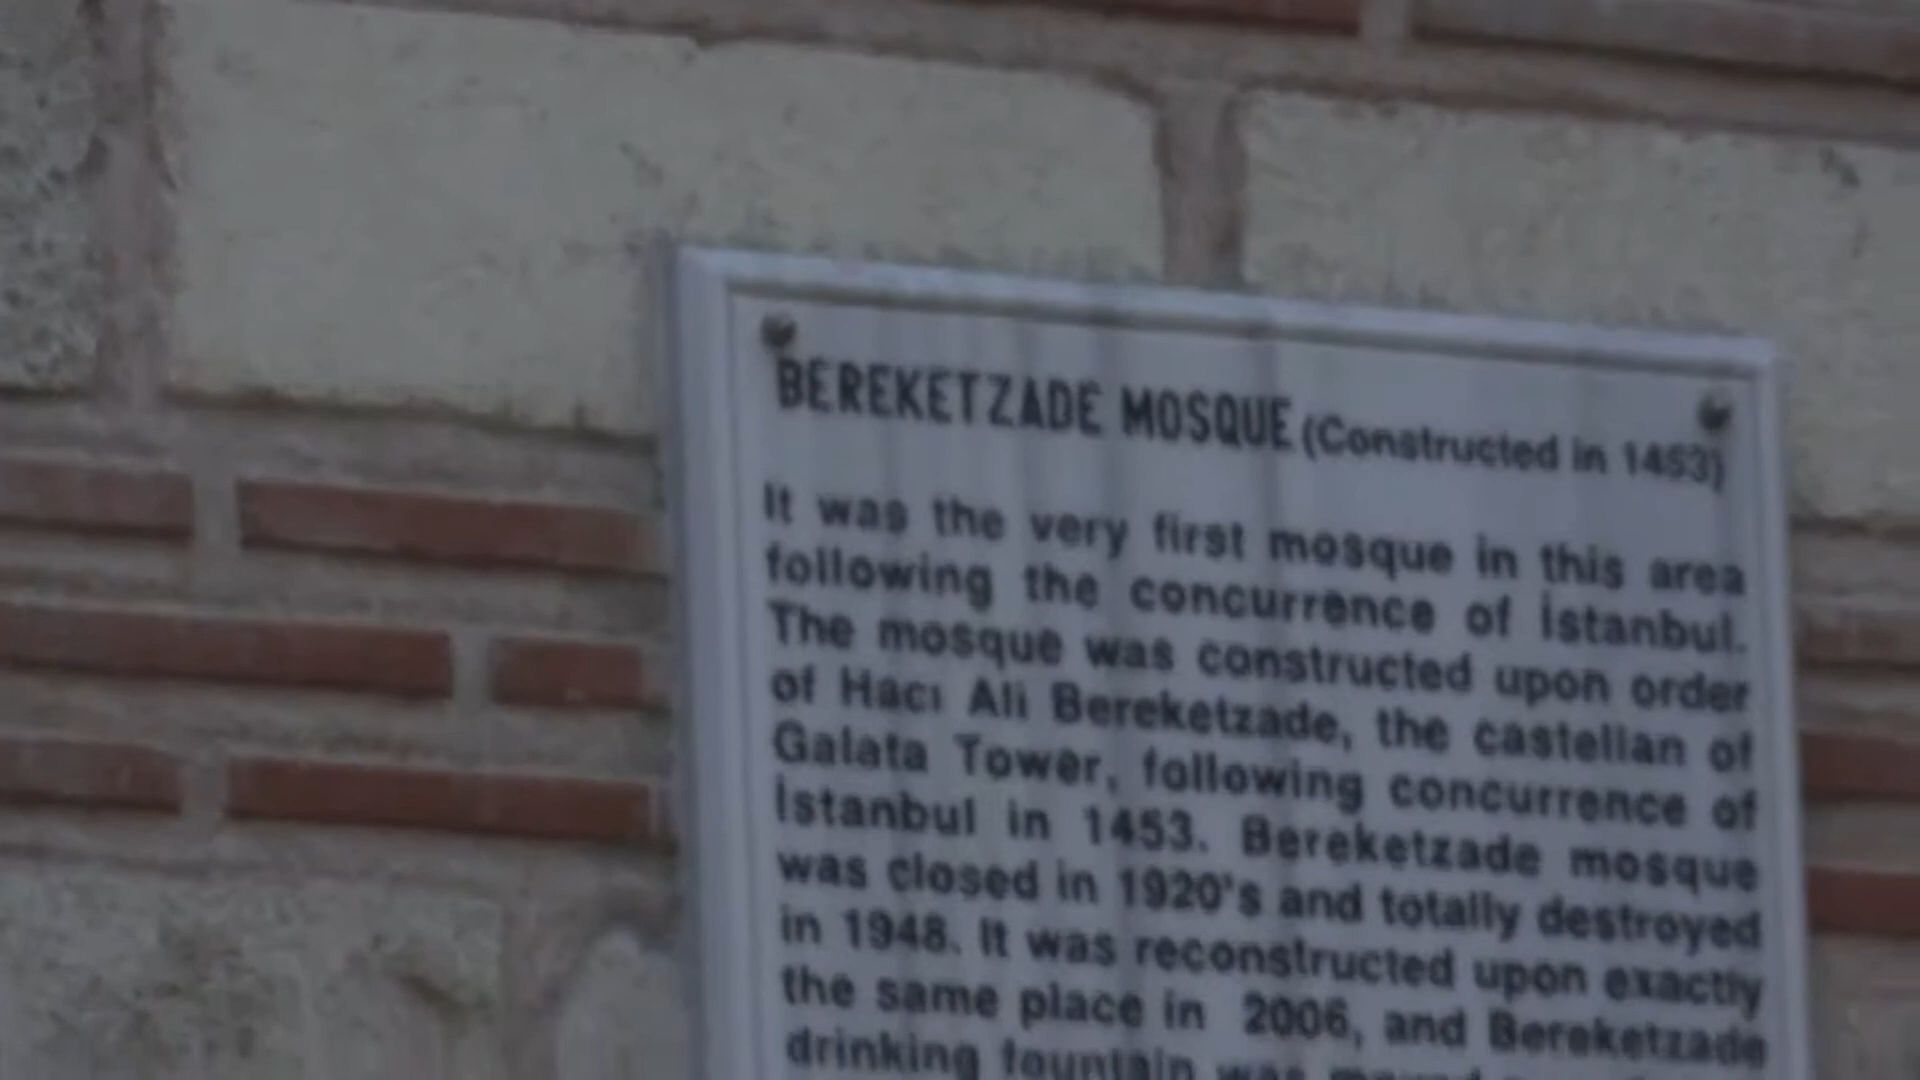 BEREKETZADE MOSQUE (Constructed in 1453)
It was the very first mosque in this area
following the concurrence of İstanbul.
The mosque was constructed upon order
of Hacı Ali Bereketzade, the castellan of
Galata Tower, following concurrence of
İstanbul in 1453. Bereketzade mosque
was closed in 1920's and totally destroyed
in 1948. It was reconstructed upon exactly
the same place in 2006, and Bereketzade
drinking fountain was moved